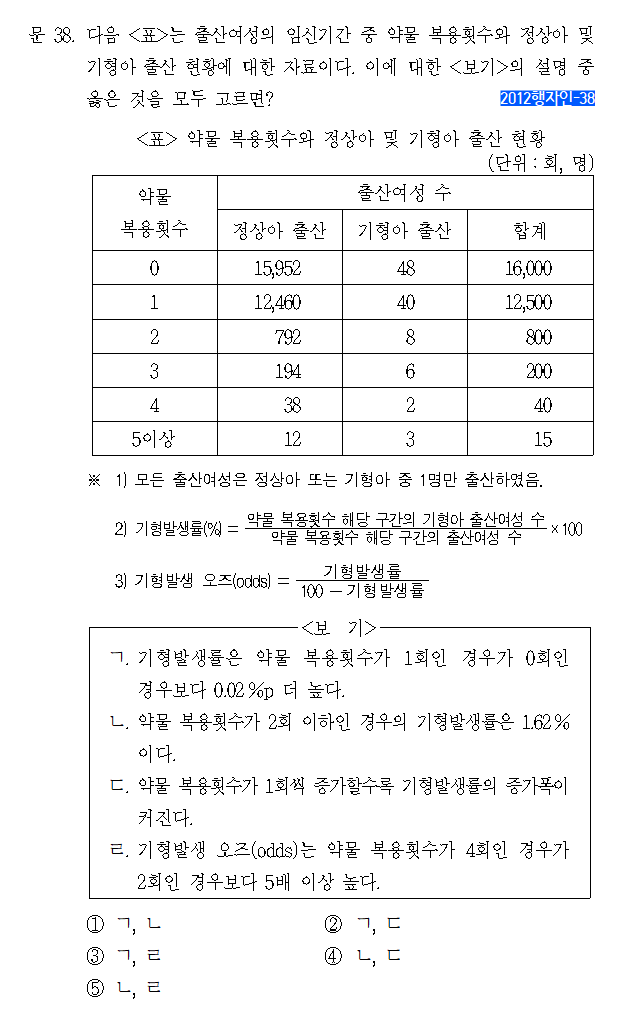 문 38. 다음 <표>는 출산여성의 임신기간 중 약물 복용횟수와 정상아 및
기형아 출산 현황에 대한 자료이다. 이에 대한 <보기>의 설명 중
옳은 것을 모두 고르면?
2012행자인-38
<표> 약물 복용횟수와 정상아 및 기형아 출산 현황
(단위 : 회, 명)
약물 복용횟수 출산여성 수
정상아 출산 기형아 출산 합계
0 15,952 48 16,000
1 12,460 40 12,500
2 792 8 800
3 194 6 200
4 38 2 40
5이상 12 3 15
※ 1) 모든 출산여성은 정상아 또는 기형아 중 1명만 출산하였음.
2) 기형발생률(%) = 약물 복용횟수 해당 구간의 기형아 출산여성 수 / 약물 복용횟수 해당 구간의 출산여성 수 × 100
3) 기형발생 오즈(odds) = 기형발생률 / 100 - 기형발생률
<보 기>
ㄱ. 기형발생률은 약물 복용횟수가 1회인 경우가 0회인
경우보다 0.02%p 더 높다.
ㄴ. 약물 복용횟수가 2회 이하인 경우의 기형발생률은 1.62%
이다.
ㄷ. 약물 복용횟수가 1회씩 증가할수록 기형발생률의 증가폭이
커진다.
ㄹ. 기형발생 오즈(odds)는 약물 복용횟수가 4회인 경우가
2회인 경우보다 5배 이상 높다.
① ㄱ, ㄴ ② ㄱ, ㄷ
③ ㄱ, ㄹ ④ ㄴ, ㄷ
⑤ ㄴ, ㄹ